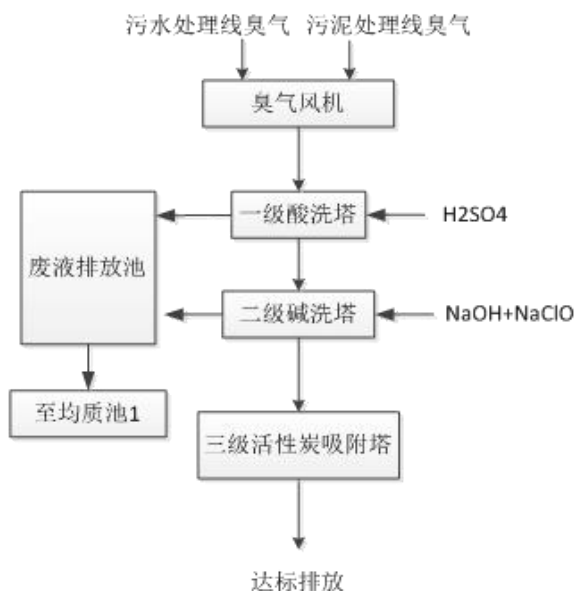 污水处理线臭气 污泥处理线臭气
臭气风机
一级酸洗塔
H2SO4
废液排放池
二级碱洗塔
NaOH+NaClO
至均质池1
三级活性炭吸附塔
达标排放